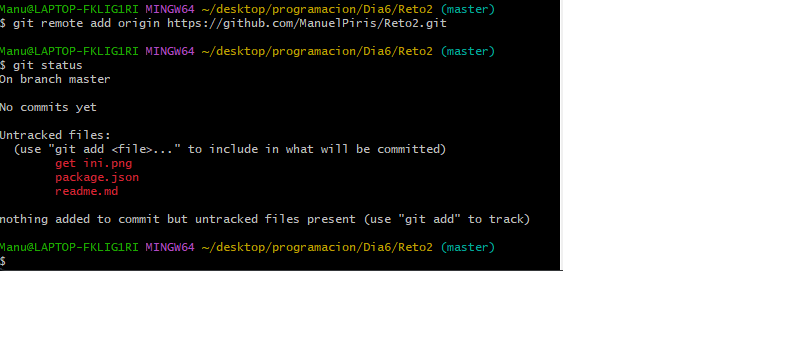 Manu@LAPTOP-FKLIG1RI MINGW64 ~/desktop/programacion/Dia6/Reto2 (master)
$ git remote add origin https://github.com/ManuelPiris/Reto2.git
Manu@LAPTOP-FKLIG1RI MINGW64 ~/desktop/programacion/Dia6/Reto2 (master)
$ git status
On branch master
No commits yet
Untracked files:
(use "git add <file>..." to include in what will be committed)
get ini.png
package.json
readme.md
nothing added to commit but untracked files present (use "git add" to track)
Manu@LAPTOP-FKLIG1RI MINGW64 ~/desktop/programacion/Dia6/Reto2 (master)
$